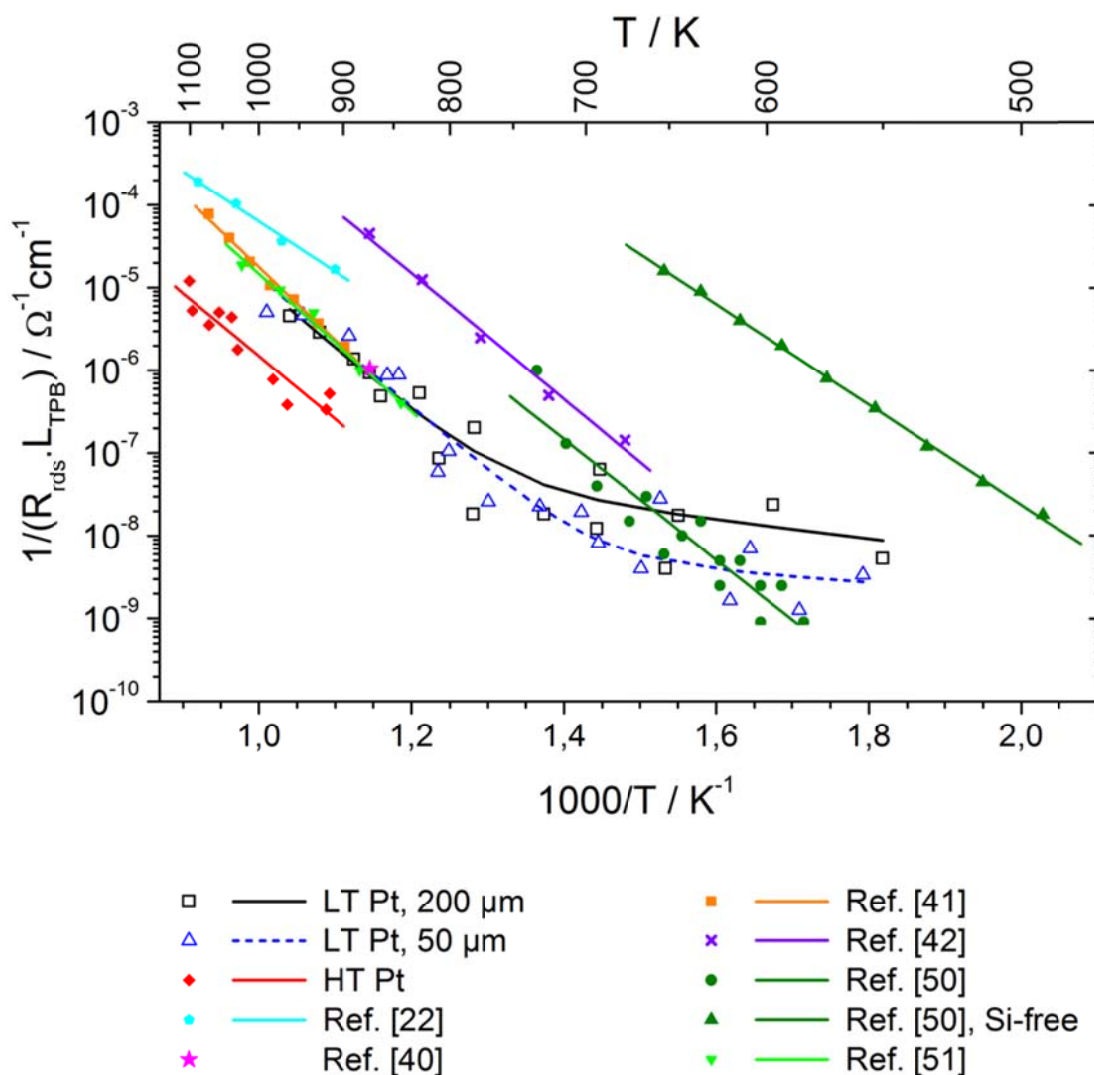 T / K
1100 1000 900 800 700 600 500
10⁻³
10⁻⁴
10⁻⁵
10⁻⁶
10⁻⁷
10⁻⁸
10⁻⁹
10⁻¹⁰
1/(R_rds.L_TPB) / Ω⁻¹cm⁻¹
1,0 1,2 1,4 1,6 1,8 2,0
1000/T / K⁻¹
LT Pt, 200 µm
LT Pt, 50 µm
HT Pt
Ref. [22]
Ref. [40]
Ref. [41]
Ref. [42]
Ref. [50]
Ref. [50], Si-free
Ref. [51]